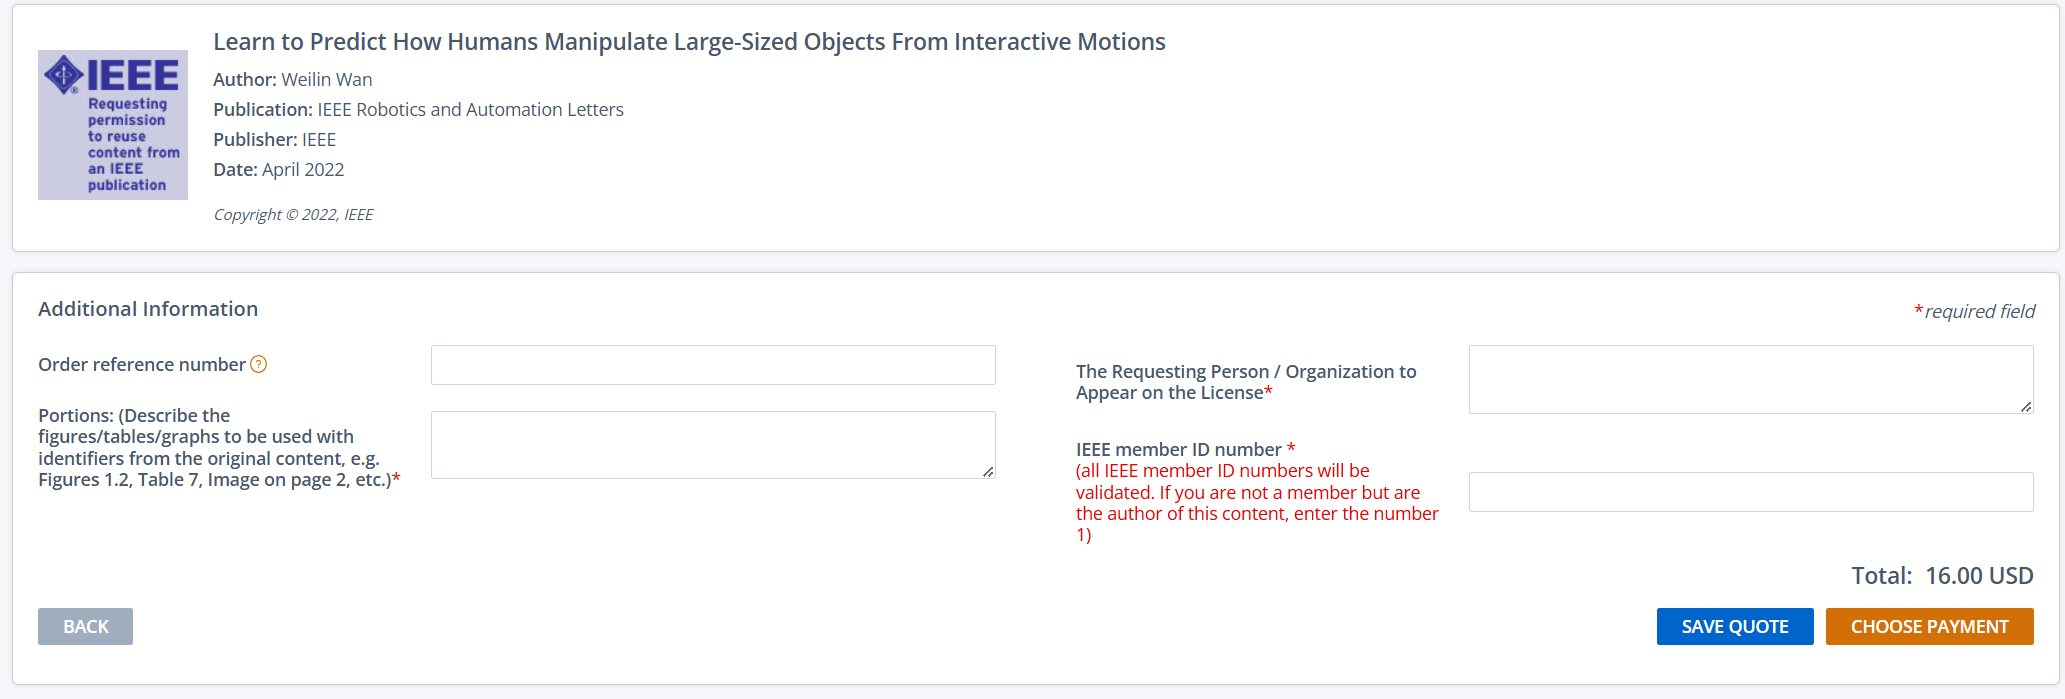 IEEE
®
Requesting
permission
to reuse
content from
an IEEE
publication
Learn to Predict How Humans Manipulate Large-Sized Objects From Interactive Motions
Author: Weilin Wan
Publication: IEEE Robotics and Automation Letters
Publisher: IEEE
Date: April 2022
Copyright © 2022, IEEE
Additional Information
*required field
Order reference number ?
Portions: (Describe the
figures/tables/graphs to be used with
identifiers from the original content, e.g.
Figures 1.2, Table 7, Image on page 2, etc.)*
The Requesting Person / Organization to
Appear on the License*
IEEE member ID number *
(all IEEE member ID numbers will be
validated. If you are not a member but are
the author of this content, enter the number
1)
Total: 16.00 USD
BACK
SAVE QUOTE
CHOOSE PAYMENT